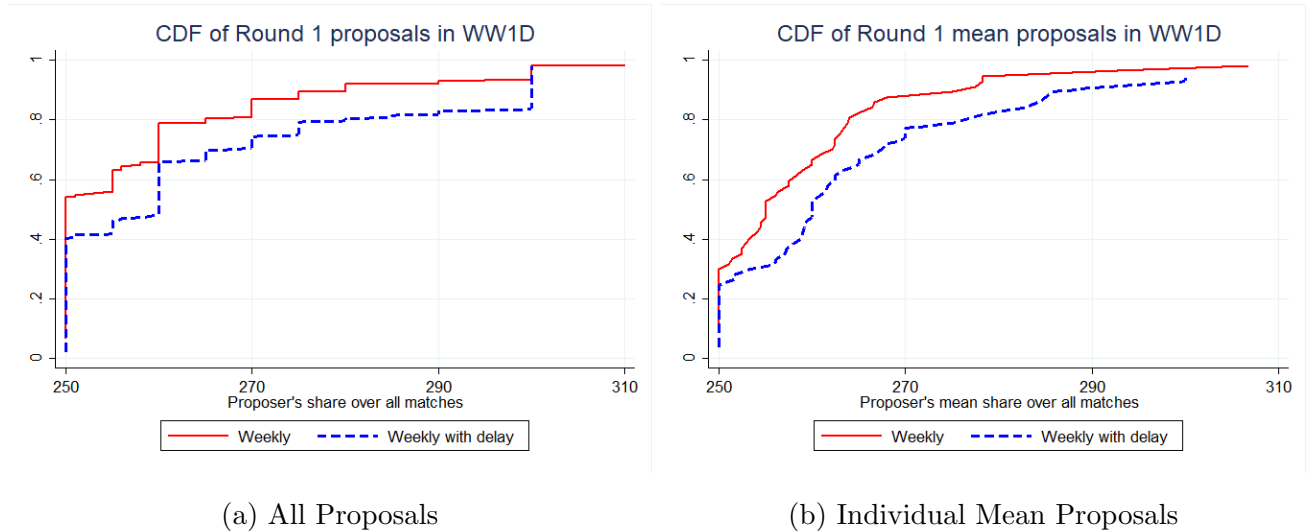 CDF of Round 1 proposals in WW1D
1
.8
.6
.4
.2
0
250 270 290 310
Proposer's share over all matches
Weekly Weekly with delay
(a) All Proposals
CDF of Round 1 mean proposals in WW1D
1
.8
.6
.4
.2
0
250 270 290 310
Proposer's mean share over all matches
Weekly Weekly with delay
(b) Individual Mean Proposals